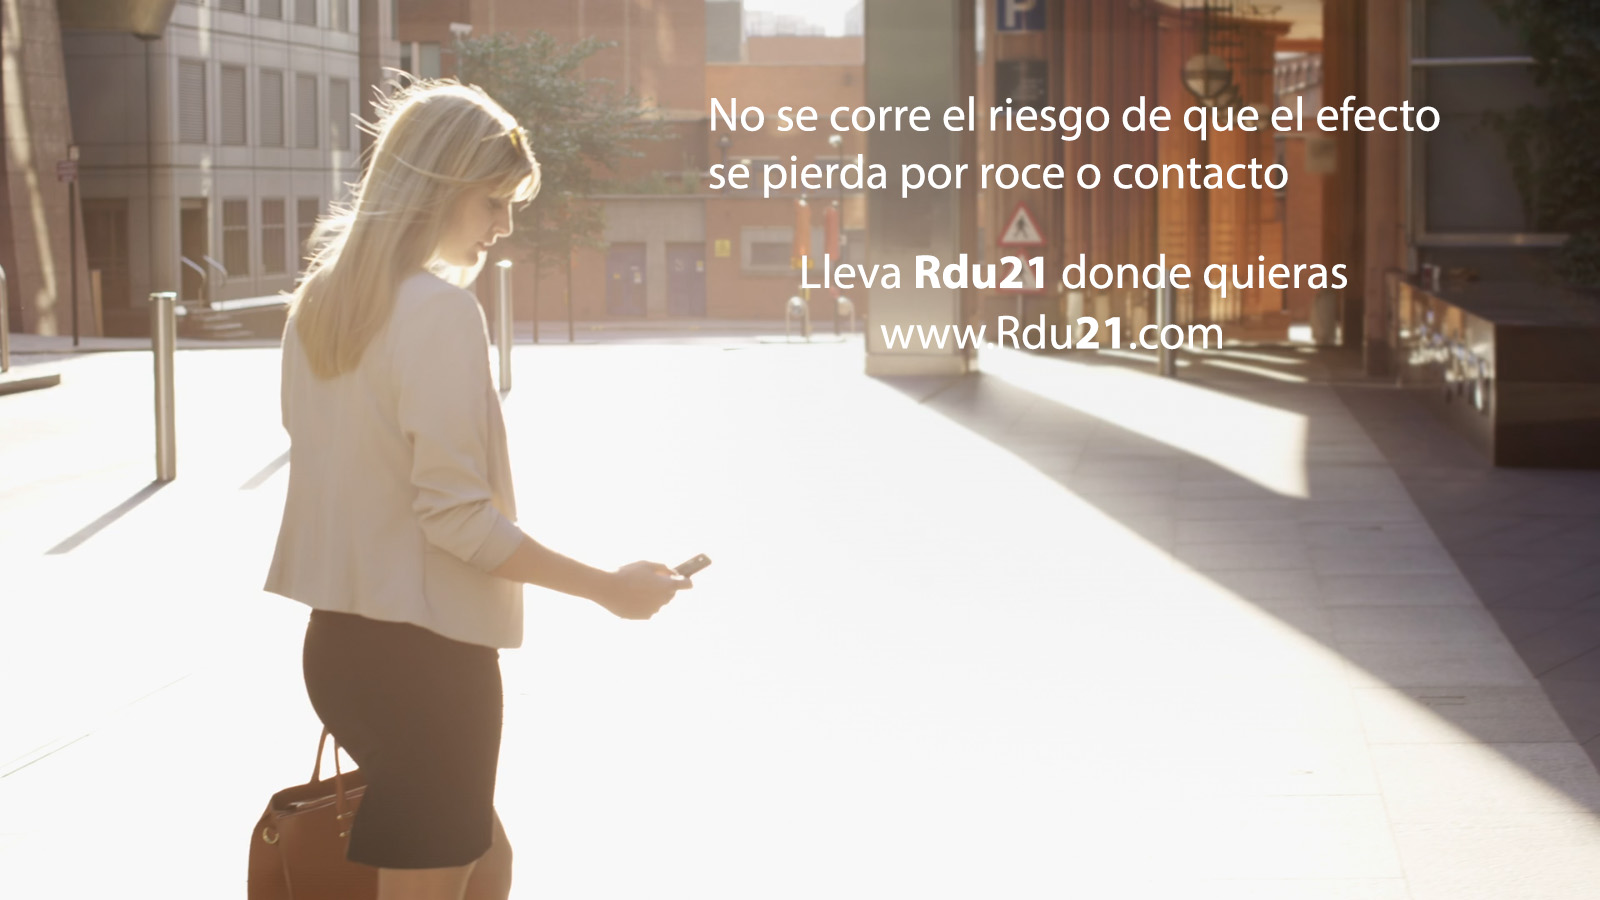 P
No se corre el riesgo de que el efecto
se pierda por roce o contacto
Lleva Rdu21 donde quieras
www.Rdu21.com